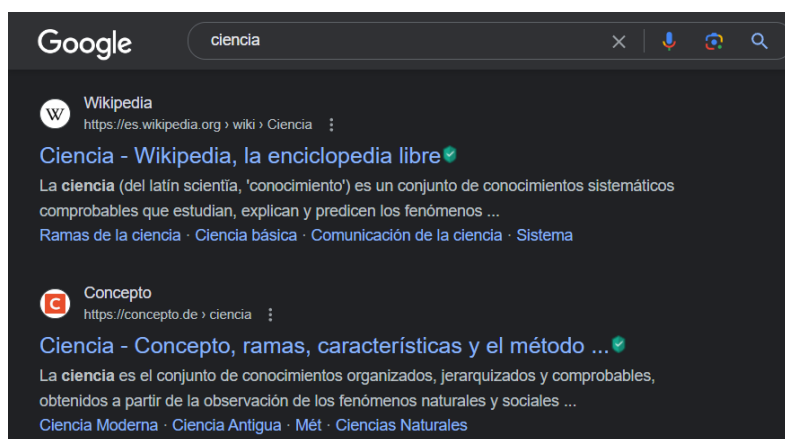 Google
ciencia
W
Wikipedia
https://es.wikipedia.org › wiki › Ciencia
Ciencia - Wikipedia, la enciclopedia libre
La ciencia (del latín scientĭa, 'conocimiento') es un conjunto de conocimientos sistemáticos
comprobables que estudian, explican y predicen los fenómenos ...
Ramas de la ciencia · Ciencia básica · Comunicación de la ciencia · Sistema
C
Concepto
https://concepto.de › ciencia
Ciencia - Concepto, ramas, características y el método ...
La ciencia es el conjunto de conocimientos organizados, jerarquizados y comprobables,
obtenidos a partir de la observación de los fenómenos naturales y sociales ...
Ciencia Moderna · Ciencia Antigua · Mét · Ciencias Naturales